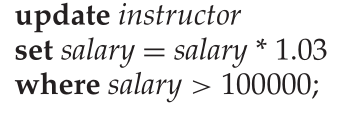 update instructor
set salary = salary * 1.03
where salary > 100000;